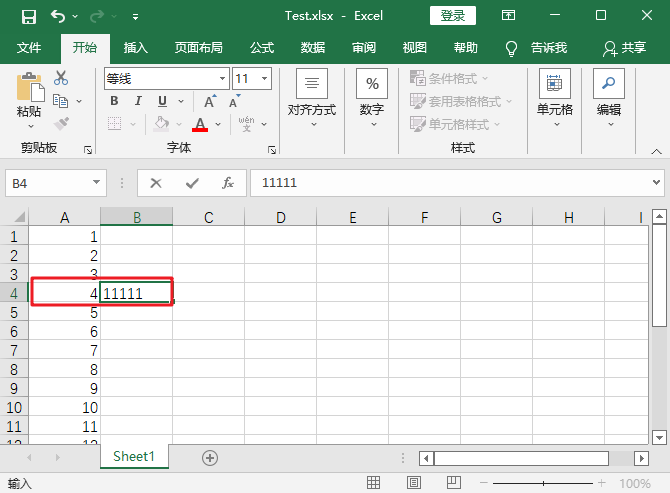 Test.xlsx - Excel 登录
文件 开始 插入 页面布局 公式 数据 审阅 视图 帮助 告诉我 共享
粘贴
剪贴板
等线 11
B I U A A
A wén 文
字体
对齐方式
% 数字
条件格式
套用表格格式
单元格样式
样式
单元格
编辑
B4 fx 11111
A B C D E F G H I
1 1
2 2
3 3
4 4 11111
5 5
6 6
7 7
8 8
9 9
10 10
11 11
12 12
Sheet1
输入 100%